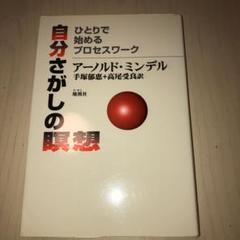 自分さがしの瞑想
ひとりで
始める
プロセスワーク
アーノルド・ミンデル
手塚郁恵+高尾受良訳
地湧社